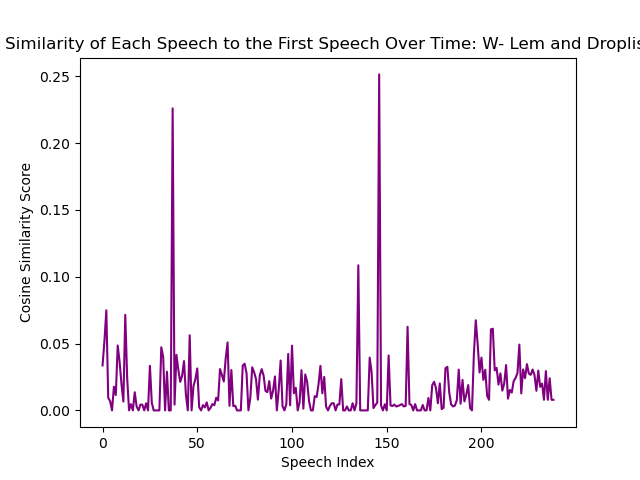 Similarity of Each Speech to the First Speech Over Time: W- Lem and Droplis
0.25
0.20
0.15
0.10
0.05
0.00
Cosine Similarity Score
0 50 100 150 200
Speech Index